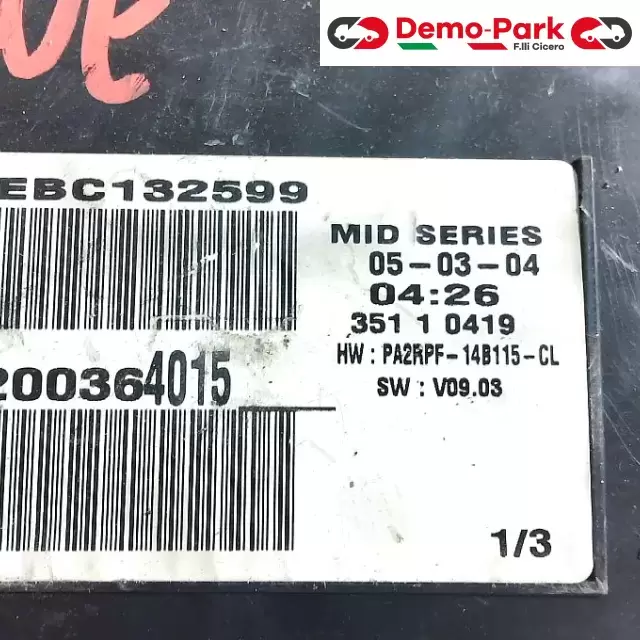 Demo-Park
F.lli Cicero
EBC132599
MID SERIES
05-03-04
04:26
351 1 0419
HW : PA2RPF-14B115-CL
200364015
SW : V09.03
1/3